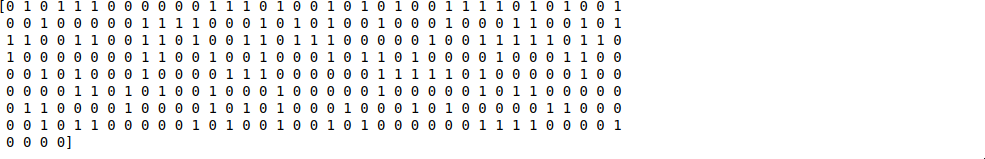 [0 1 0 1 1 1 0 0 0 0 0 0 1 1 1 0 1 0 0 1 0 1 0 1 0 0 1 1 1 1 0 1 0 1 0 0 1
0 0 1 0 0 0 0 0 1 1 1 1 0 0 0 1 0 1 0 1 0 0 1 0 0 0 1 0 0 0 1 1 0 0 1 0 1
1 1 0 0 1 1 0 0 1 1 0 1 0 0 1 1 0 1 1 1 0 0 0 0 0 1 0 0 1 1 1 1 1 0 1 1 0
1 0 0 0 0 0 0 0 1 1 0 0 1 0 0 1 0 0 0 1 0 1 1 0 1 0 0 0 0 1 0 0 0 1 1 0 0
0 0 1 0 1 0 0 0 1 0 0 0 0 1 1 1 0 0 0 0 0 0 1 1 1 1 1 0 1 0 0 0 0 0 1 0 0
0 0 0 0 1 1 0 1 0 1 0 0 1 0 0 0 1 0 0 0 0 0 1 0 0 0 0 0 1 0 1 1 0 0 0 0 0
0 1 1 0 0 0 0 1 0 0 0 0 1 0 1 0 1 0 0 0 1 0 0 0 1 0 1 0 0 0 0 0 1 1 0 0 0
0 0 1 0 1 1 0 0 0 0 0 1 0 1 0 0 1 0 0 1 0 1 0 0 0 0 0 0 1 1 1 1 0 0 0 0 1
0 0 0 0]